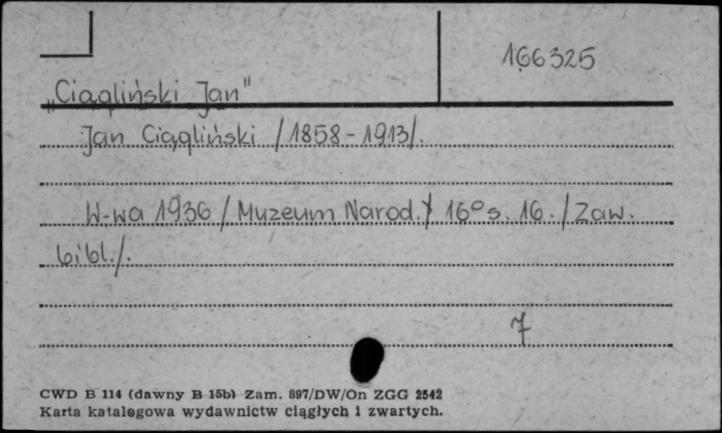 166325
„Ciągliński Jan"
Jan Ciągliński /1858-1913/.
W-wa 1936 /Muzeum Narod./ 16° s. 16. /Zaw.
bibl./.
7
CWD B 114 (dawny B 15b) Zam. 897/DW/On ZGG 2542
Karta katalogowa wydawnictw ciągłych i zwartych.